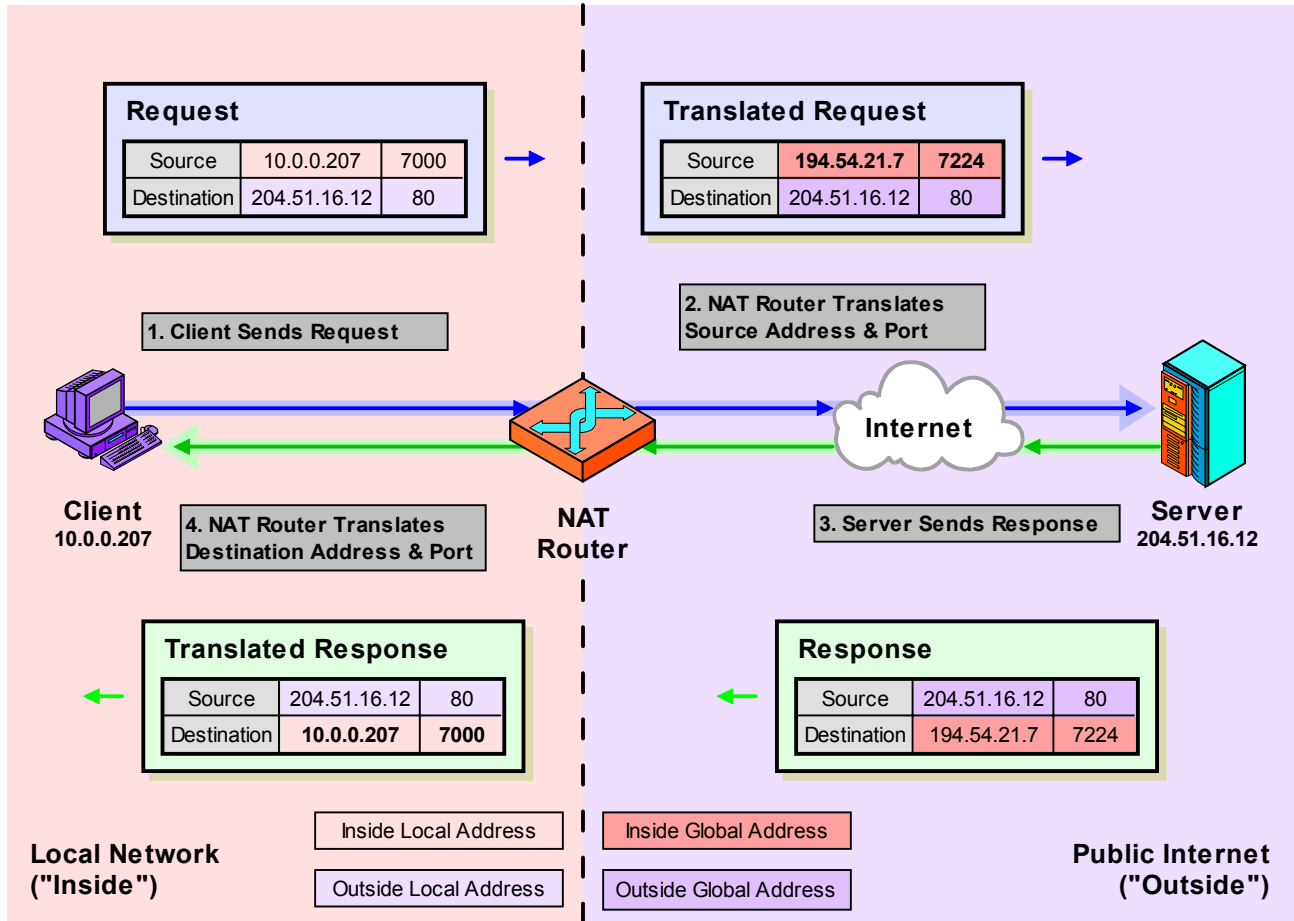 Request
Source 10.0.0.207 7000
Destination 204.51.16.12 80
Translated Request
Source 194.54.21.7 7224
Destination 204.51.16.12 80
1. Client Sends Request
2. NAT Router Translates
Source Address & Port
Internet
Client
10.0.0.207
4. NAT Router Translates
Destination Address & Port
NAT
Router
3. Server Sends Response
Server
204.51.16.12
Translated Response
Source 204.51.16.12 80
Destination 10.0.0.207 7000
Response
Source 204.51.16.12 80
Destination 194.54.21.7 7224
Local Network
("Inside")
Inside Local Address
Outside Local Address
Inside Global Address
Outside Global Address
Public Internet
("Outside")